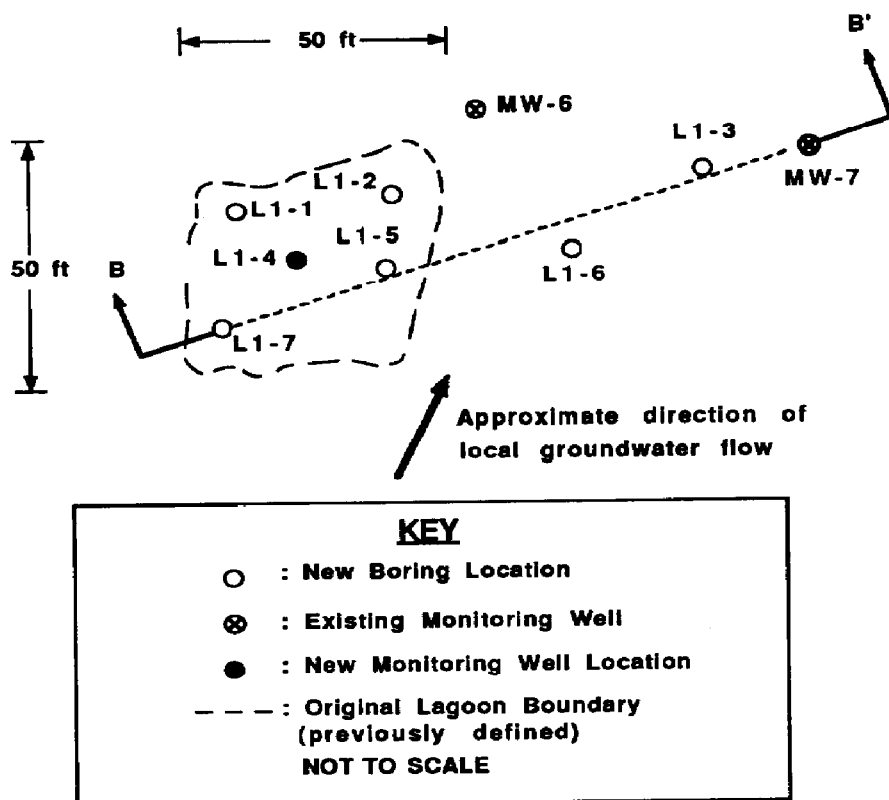 50 ft
B'
MW-6
L1-3
MW-7
L1-2
L1-1
L1-5
L1-4
50 ft
B
L1-6
L1-7
Approximate direction of
local groundwater flow
KEY
: New Boring Location
: Existing Monitoring Well
: New Monitoring Well Location
: Original Lagoon Boundary
(previously defined)
NOT TO SCALE